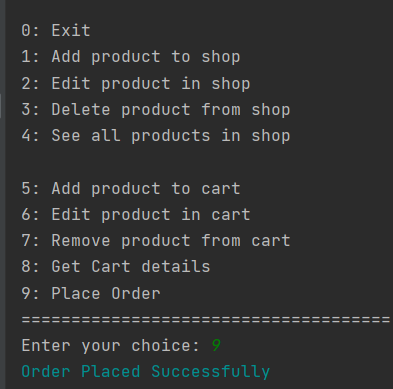 0: Exit
1: Add product to shop
2: Edit product in shop
3: Delete product from shop
4: See all products in shop
5: Add product to cart
6: Edit product in cart
7: Remove product from cart
8: Get Cart details
9: Place Order
=====================================
Enter your choice: 9
Order Placed Successfully